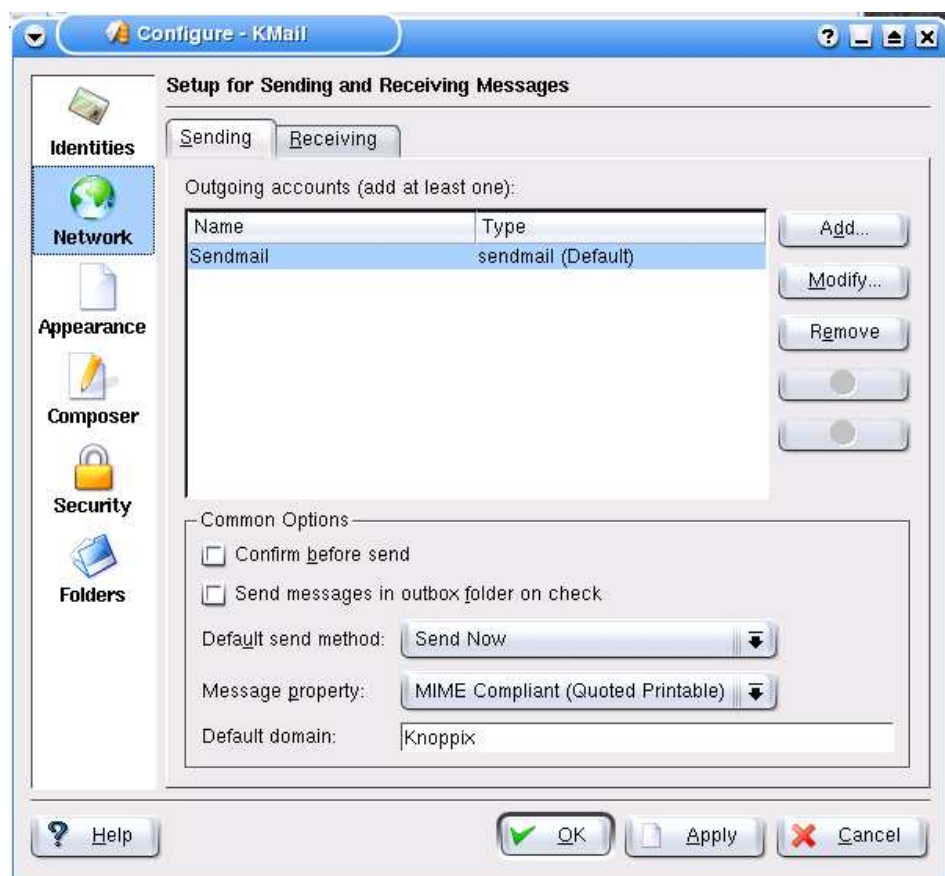 Configure - KMail
Identities
Network
Appearance
Composer
Security
Folders
Setup for Sending and Receiving Messages
Sending
Receiving
Outgoing accounts (add at least one):
Name Type
Sendmail sendmail (Default)
Add...
Modify...
Remove
Common Options
Confirm before send
Send messages in outbox folder on check
Default send method: Send Now
Message property: MIME Compliant (Quoted Printable)
Default domain: Knoppix
? Help
OK
Apply
Cancel